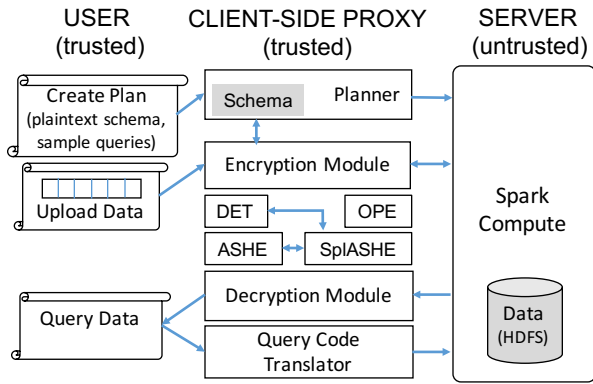 USER
(trusted)
CLIENT-SIDE PROXY
(trusted)
SERVER
(untrusted)
Create Plan
(plaintext schema,
sample queries)
Upload Data
Query Data
Schema
Planner
Encryption Module
DET
OPE
ASHE
SplASHE
Decryption Module
Query Code
Translator
Spark
Compute
Data
(HDFS)